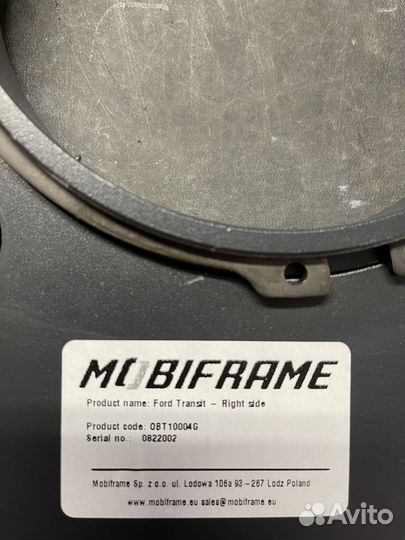 MOBIFRAME
Product name: Ford Transit – Right side
Product code: OBT10004G
Serial no.: 0822002
Mobiframe Sp. z o.o. ul. Lodowa 106a 93 –267 Lodz Poland
www.mobiframe.eu sales@mobiframe.eu
Avito